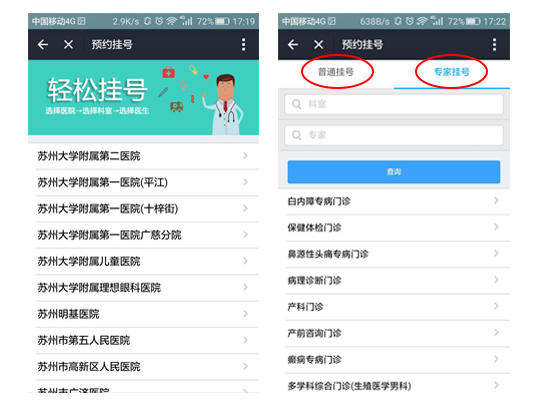 中国移动4G 2.9K/s 72% 17:19
预约挂号
轻松挂号
选择医院→选择科室→选择医生
苏州大学附属第二医院
苏州大学附属第一医院(平江)
苏州大学附属第一医院(十梓街)
苏州大学附属第一医院广慈分院
苏州大学附属儿童医院
苏州大学附属理想眼科医院
苏州明基医院
苏州市第五人民医院
苏州市高新区人民医院
苏州市广济医院
中国移动4G 638B/s 72% 17:22
预约挂号
普通挂号 专家挂号
科室
专家
查询
白内障专病门诊
保健体检门诊
鼻源性头痛专病门诊
病理诊断门诊
产科门诊
产前咨询门诊
癫痫专病门诊
多学科综合门诊(生殖医学男科)